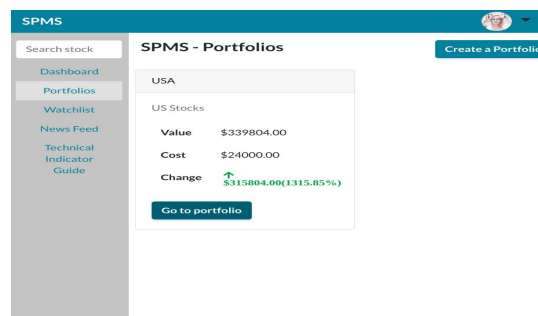 SPMS
Search stock
Dashboard
Portfolios
Watchlist
News Feed
Technical
Indicator
Guide
SPMS - Portfolios
Create a Portfolio
USA
US Stocks
Value $339804.00
Cost $24000.00
Change $315804.00(1315.85%)
Go to portfolio